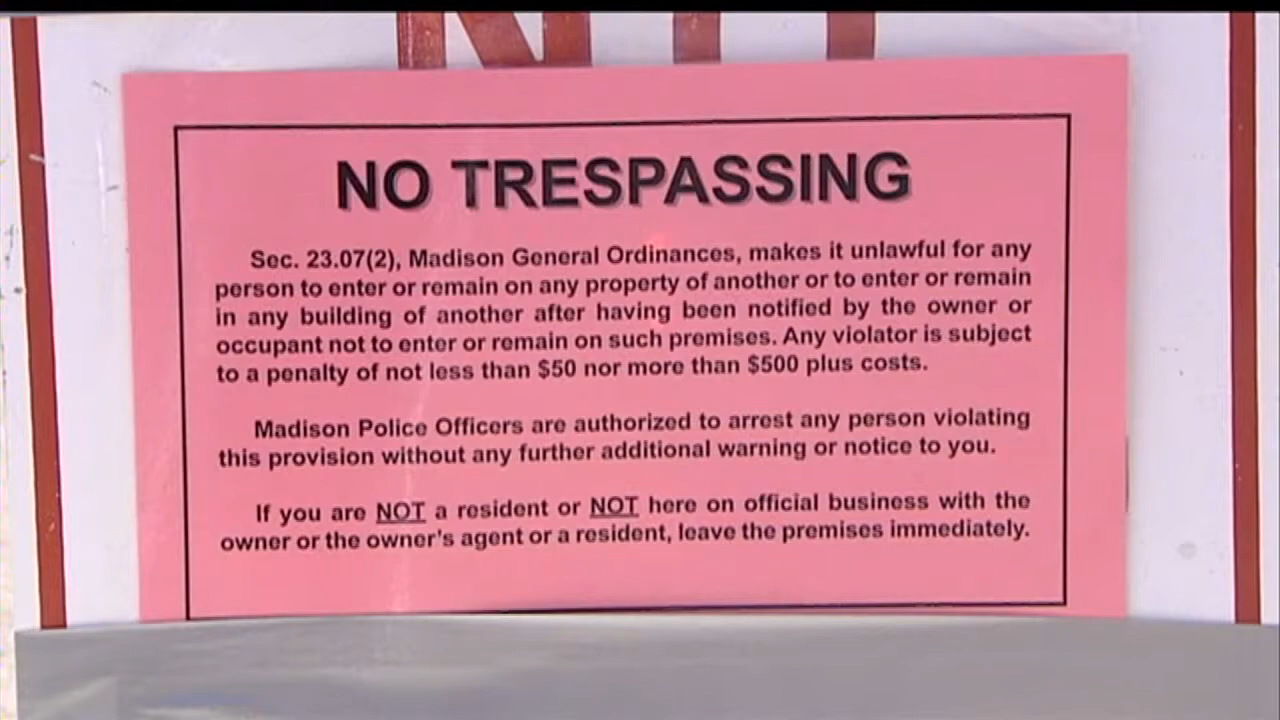 NO TRESPASSING
Sec. 23.07(2), Madison General Ordinances, makes it unlawful for any
person to enter or remain on any property of another or to enter or remain
in any building of another after having been notified by the owner or
occupant not to enter or remain on such premises. Any violator is subject
to a penalty of not less than $50 nor more than $500 plus costs.
Madison Police Officers are authorized to arrest any person violating
this provision without any further additional warning or notice to you.
If you are NOT a resident or NOT here on official business with the
owner or the owner's agent or a resident, leave the premises immediately.